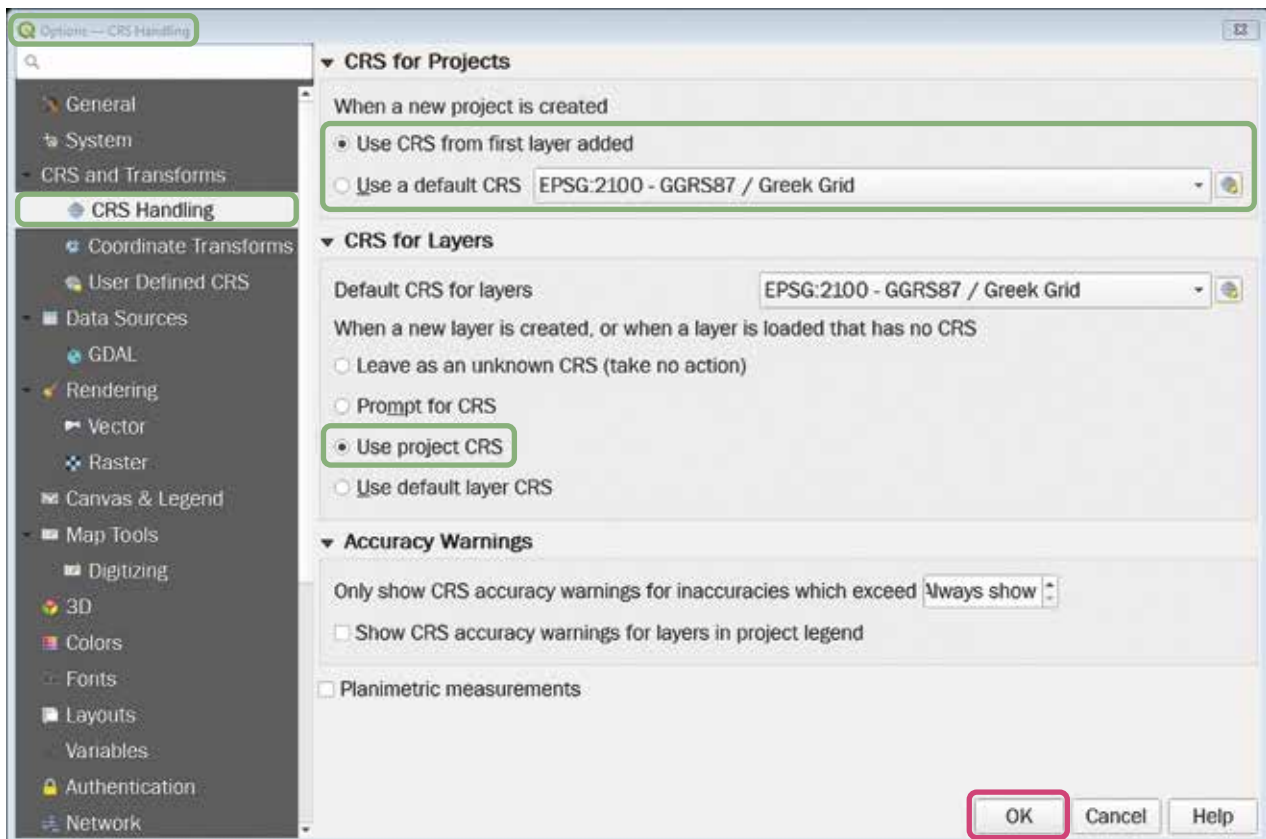 Options — CRS Handling
General
System
CRS and Transforms
CRS Handling
Coordinate Transforms
User Defined CRS
Data Sources
GDAL
Rendering
Vector
Raster
Canvas & Legend
Map Tools
Digitizing
3D
Colors
Fonts
Layouts
Variables
Authentication
Network
CRS for Projects
When a new project is created
Use CRS from first layer added
Use a default CRS EPSG:2100 - GGRS87 / Greek Grid
CRS for Layers
Default CRS for layers EPSG:2100 - GGRS87 / Greek Grid
When a new layer is created, or when a layer is loaded that has no CRS
Leave as an unknown CRS (take no action)
Prompt for CRS
Use project CRS
Use default layer CRS
Accuracy Warnings
Only show CRS accuracy warnings for inaccuracies which exceed Always show
Show CRS accuracy warnings for layers in project legend
Planimetric measurements
OK Cancel Help